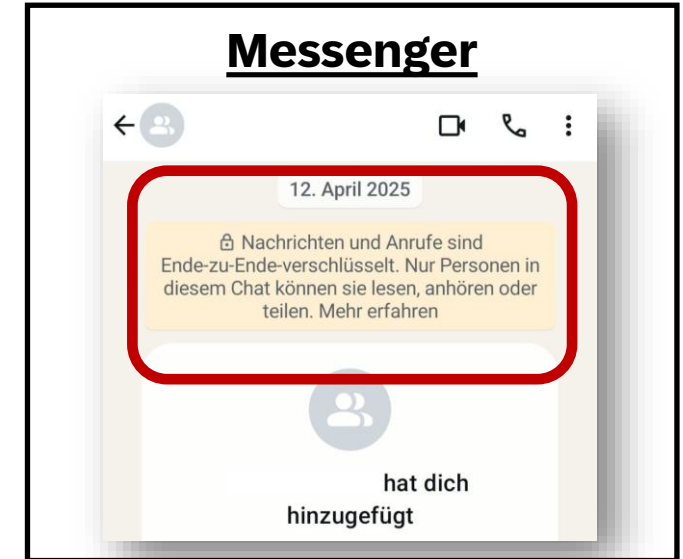 Messenger
12. April 2025
Nachrichten und Anrufe sind
Ende-zu-Ende-verschlüsselt. Nur Personen in
diesem Chat können sie lesen, anhören oder
teilen. Mehr erfahren
hat dich
hinzugefügt